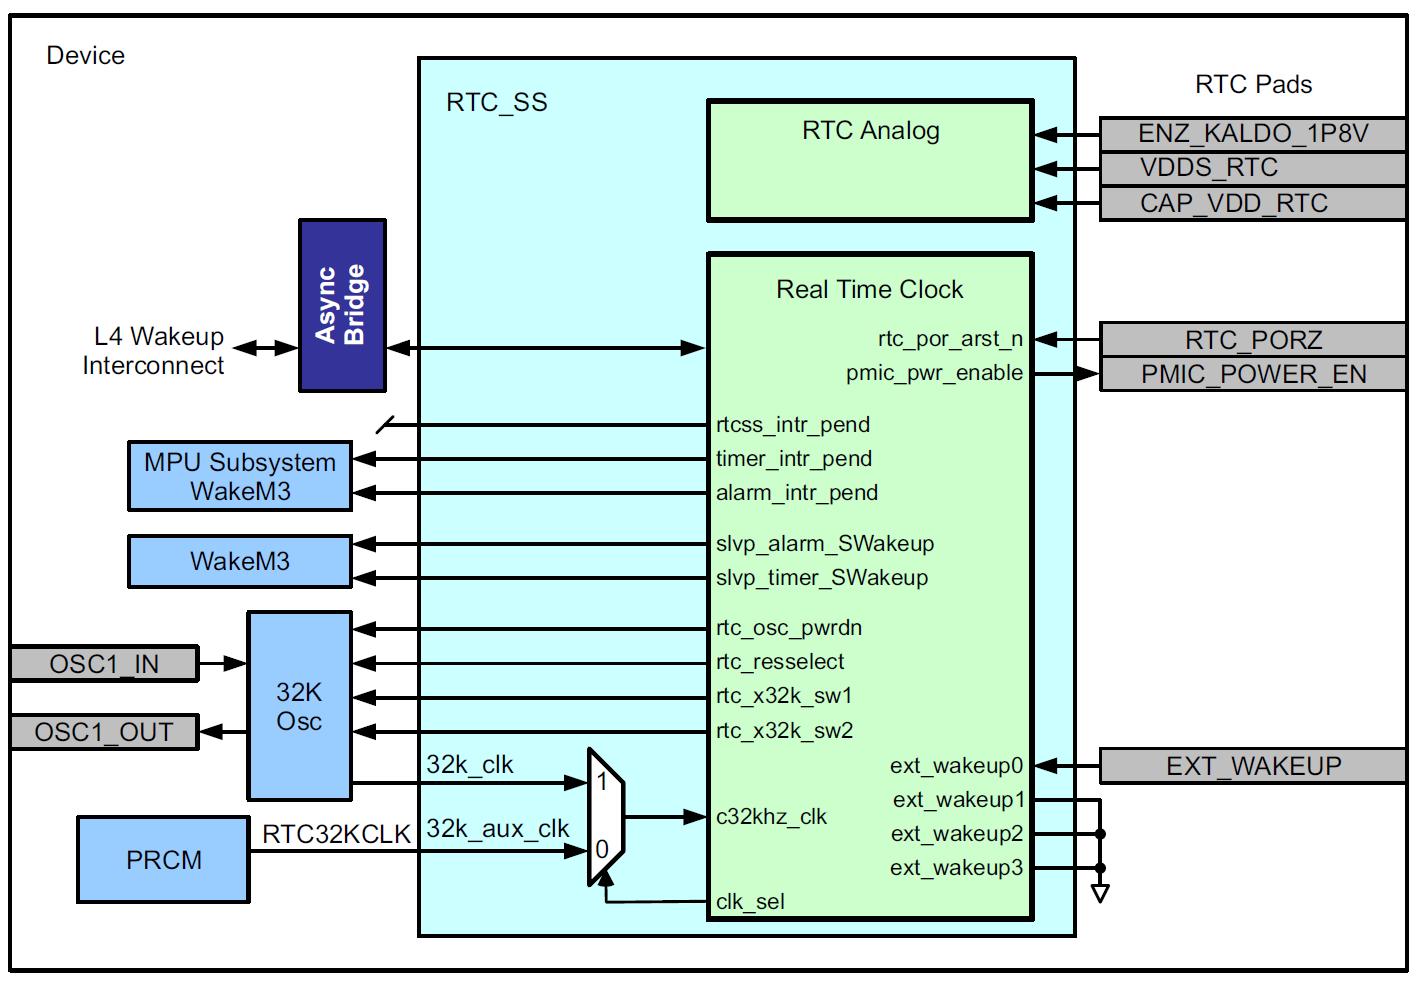 Device
RTC_SS
RTC Pads
RTC Analog
ENZ_KALDO_1P8V
VDDS_RTC
CAP_VDD_RTC
Async
Bridge
L4 Wakeup
Interconnect
Real Time Clock
rtc_por_arst_n
pmic_pwr_enable
RTC_PORZ
PMIC_POWER_EN
rtcss_intr_pend
timer_intr_pend
alarm_intr_pend
MPU Subsystem
WakeM3
slvp_alarm_SWakeup
slvp_timer_SWakeup
WakeM3
rtc_osc_pwrdn
rtc_resselect
rtc_x32k_sw1
rtc_x32k_sw2
OSC1_IN
OSC1_OUT
32K
Osc
32k_clk
1
ext_wakeup0
EXT_WAKEUP
ext_wakeup1
c32khz_clk
ext_wakeup2
RTC32KCLK
32k_aux_clk
0
PRCM
ext_wakeup3
clk_sel